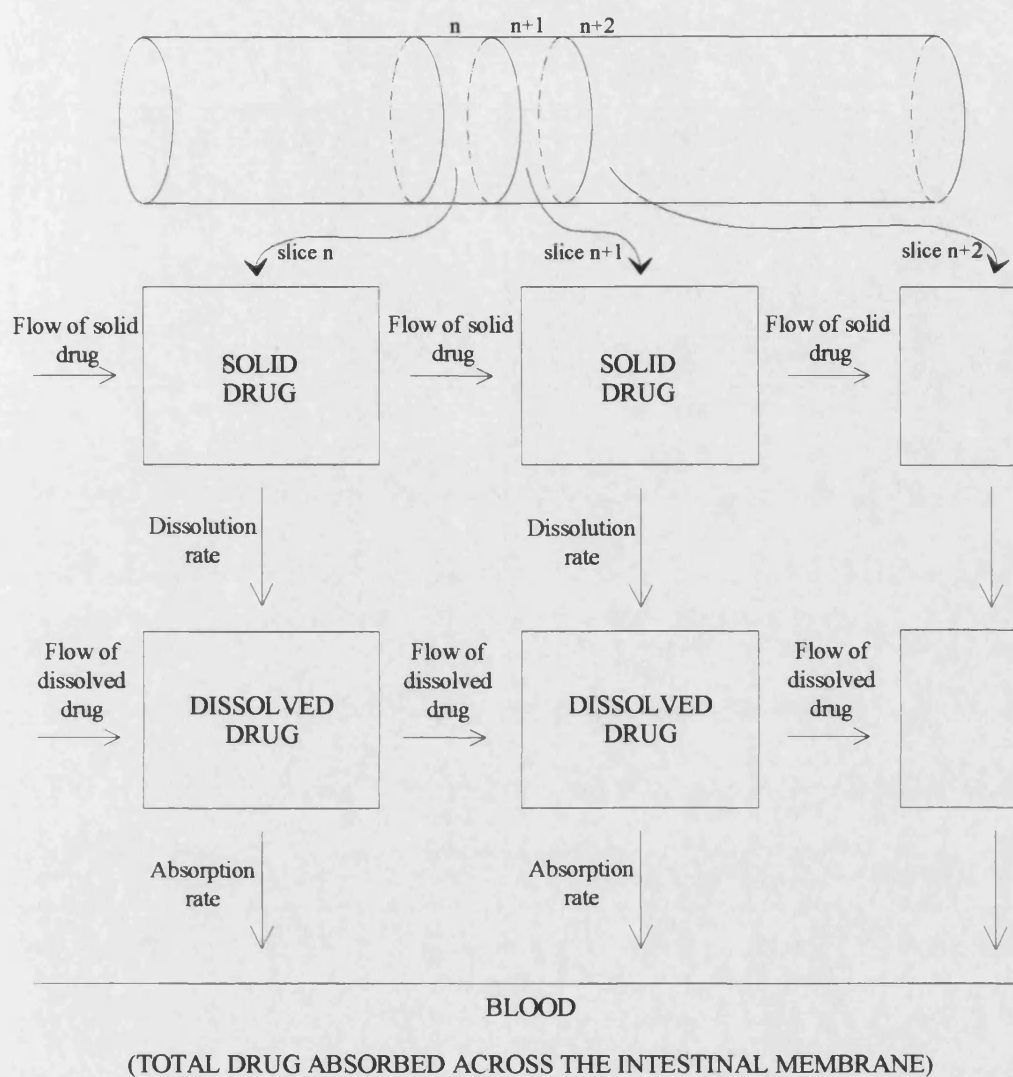 n
n+1
n+2
slice n
slice n+1
slice n+2
Flow of solid
drug
SOLID
DRUG
Flow of solid
drug
SOLID
DRUG
Flow of solid
drug
Dissolution
rate
Dissolution
rate
Flow of
dissolved
drug
DISSOLVED
DRUG
Flow of
dissolved
drug
DISSOLVED
DRUG
Flow of
dissolved
drug
Absorption
rate
Absorption
rate
BLOOD
(TOTAL DRUG ABSORBED ACROSS THE INTESTINAL MEMBRANE)